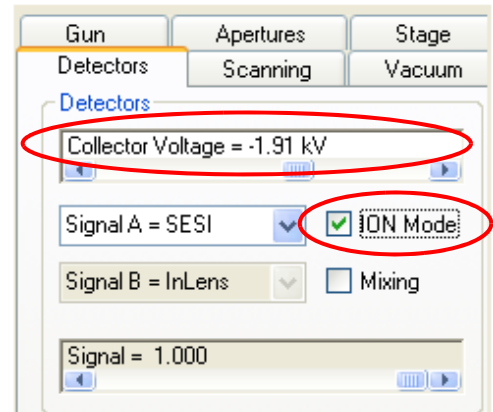 Gun Apertures Stage
Detectors Scanning Vacuum
Detectors
Collector Voltage = -1.91 kV
Signal A = SESI ION Mode
Signal B = InLens Mixing
Signal = 1.000